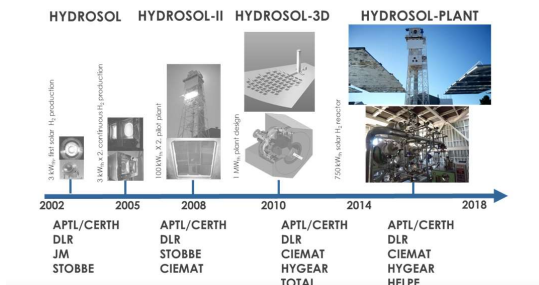 HYDROSOL HYDROSOL-II HYDROSOL-3D HYDROSOL-PLANT
3 kWth, first solar H2 production
3 kWth x 2, continuous H2 production
100 kWth X 2, pilot plant
1 MWth plant design
750 kWth solar H2 reactor
2002 2005 2008 2010 2014 2018
APTL/CERTH APTL/CERTH APTL/CERTH APTL/CERTH
DLR DLR DLR DLR
JM STOBBE CIEMAT CIEMAT
STOBBE CIEMAT HYGEAR HYGEAR
TOTAL HELPE